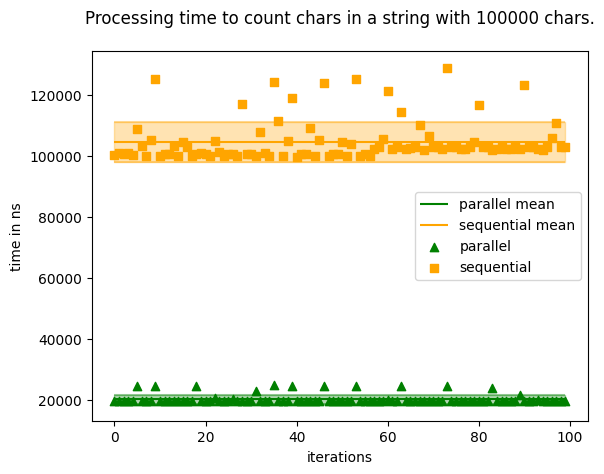 Processing time to count chars in a string with 100000 chars.
120000
100000
80000
60000
40000
20000
time in ns
parallel mean
sequential mean
parallel
sequential
0 20 40 60 80 100
iterations